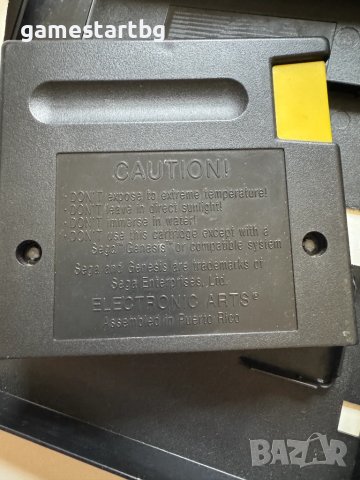 gamestartbg
CAUTION!
• DON'T expose to extreme temperature!
• DON'T leave in direct sunlight!
• DON'T immerse in water!
• DON'T use this cartridge except with a
Sega™ Genesis™ or compatible system
Sega and Genesis are trademarks of
Sega Enterprises, Ltd.
ELECTRONIC ARTS®
Assembled in Puerto Rico
BAZAR
bg